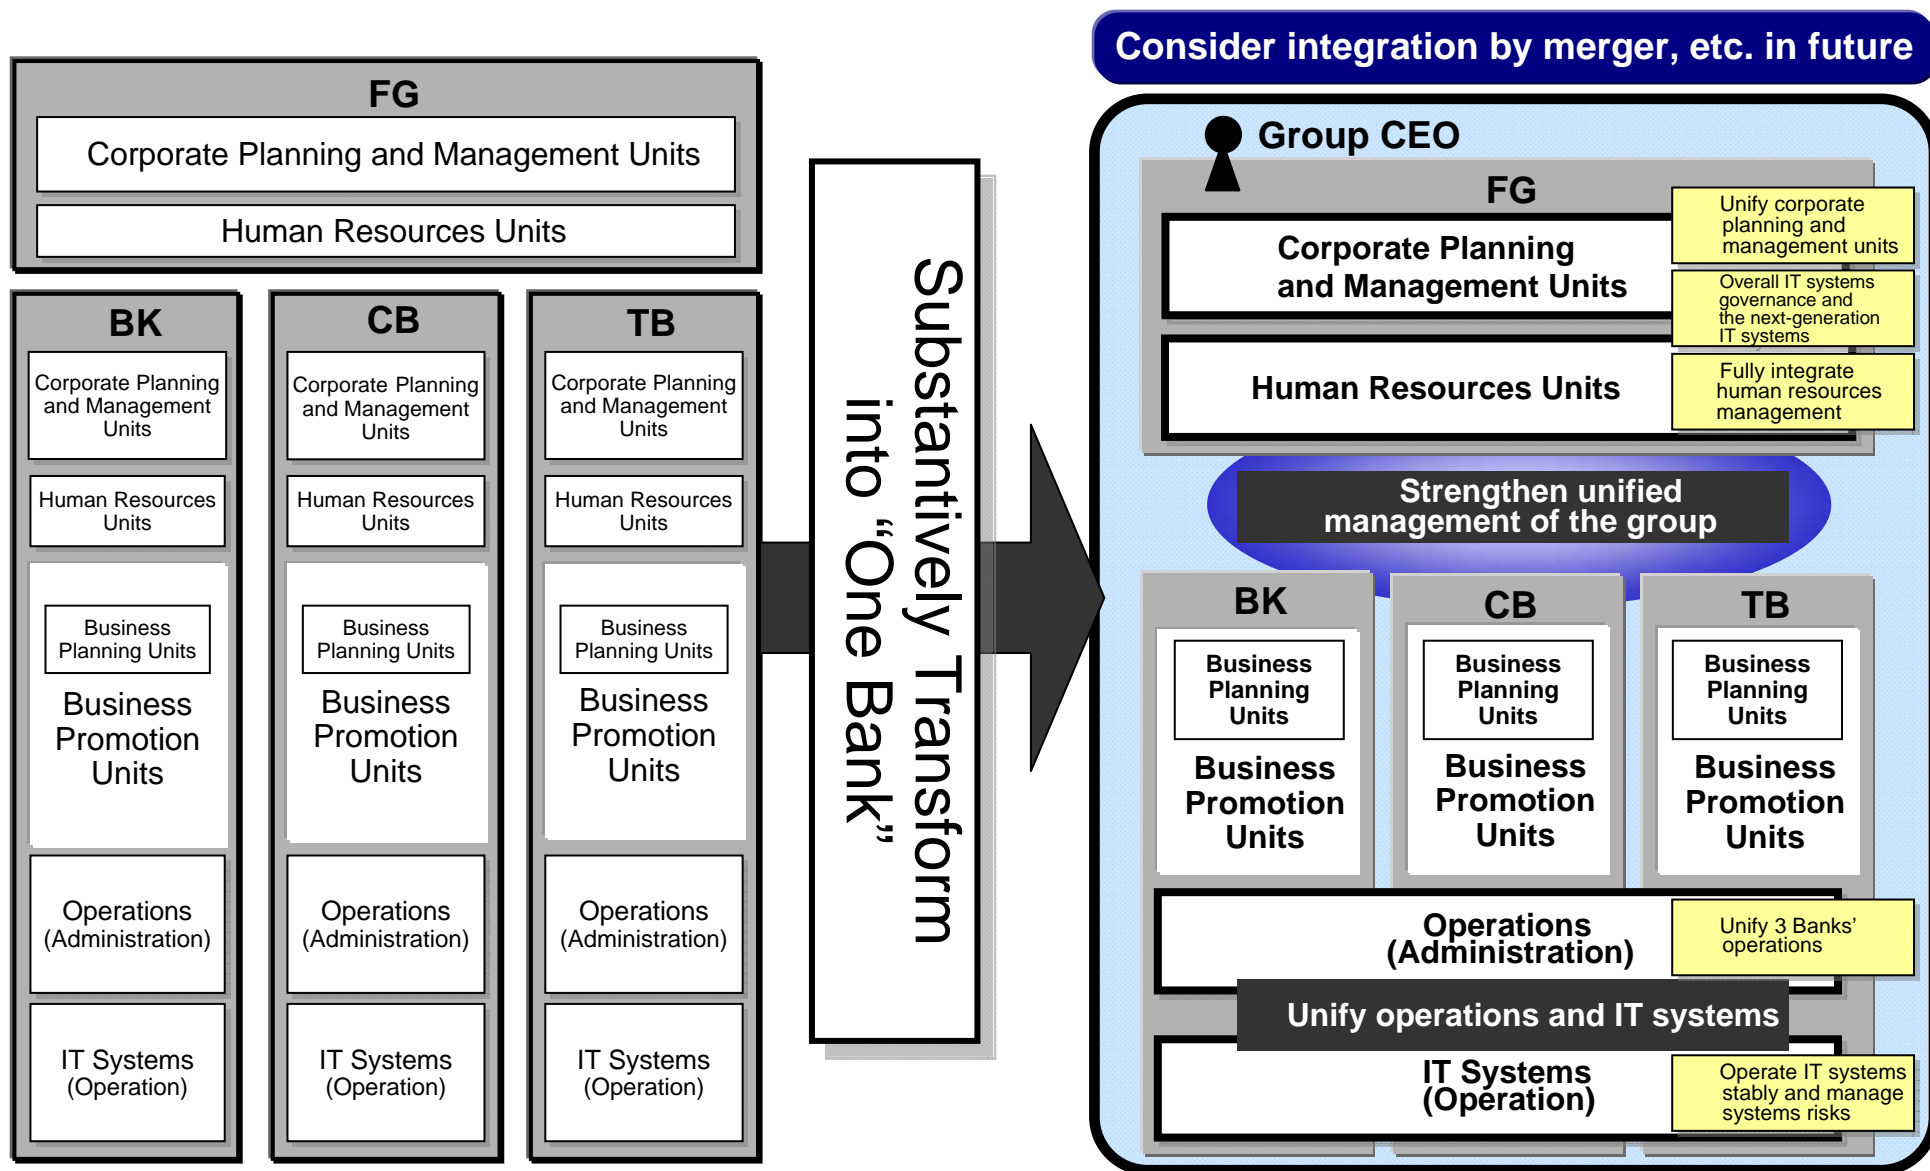 FG
Corporate Planning and Management Units
Human Resources Units
BK
Corporate Planning
and Management
Units
Human Resources
Units
Business
Planning Units
Business
Promotion
Units
Operations
(Administration)
IT Systems
(Operation)
CB
Corporate Planning
and Management
Units
Human Resources
Units
Business
Planning Units
Business
Promotion
Units
Operations
(Administration)
IT Systems
(Operation)
TB
Corporate Planning
and Management
Units
Human Resources
Units
Business
Planning Units
Business
Promotion
Units
Operations
(Administration)
IT Systems
(Operation)
Substantively Transform
into “One Bank”
Consider integration by merger, etc. in future
Group CEO
FG
Corporate Planning
and Management Units
Unify corporate
planning and
management units
Overall IT systems
governance and
the next-generation
IT systems
Human Resources Units
Fully integrate
human resources
management
Strengthen unified
management of the group
BK
Business
Planning
Units
Business
Promotion
Units
CB
Business
Planning
Units
Business
Promotion
Units
TB
Business
Planning
Units
Business
Promotion
Units
Operations
(Administration)
Unify 3 Banks’
operations
Unify operations and IT systems
IT Systems
(Operation)
Operate IT systems
stably and manage
systems risks